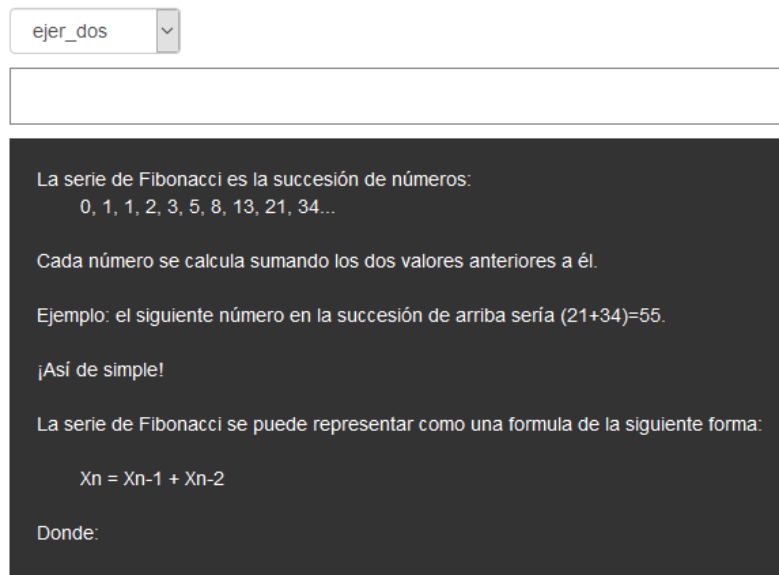 ejer_dos
La serie de Fibonacci es la succesión de números:
0, 1, 1, 2, 3, 5, 8, 13, 21, 34...
Cada número se calcula sumando los dos valores anteriores a él.
Ejemplo: el siguiente número en la succesión de arriba sería (21+34)=55.
¡Así de simple!
La serie de Fibonacci se puede representar como una formula de la siguiente forma:
Xn = Xn-1 + Xn-2
Donde: